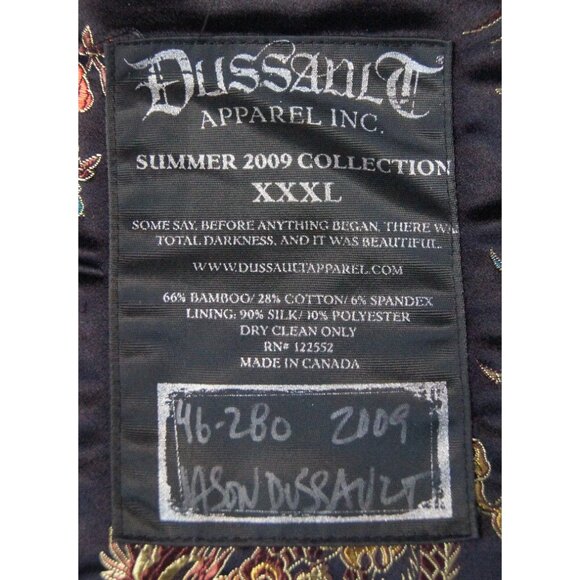 DUSSAULT
APPAREL INC.
SUMMER 2009 COLLECTION
XXXL
SOME SAY, BEFORE ANYTHING BEGAN, THERE WA
TOTAL DARKNESS, AND IT WAS BEAUTIFUL.
WWW.DUSSAULTAPPAREL.COM
66% BAMBOO/ 28% COTTON/ 6% SPANDEX
LINING: 90% SILK/ 10% POLYESTER
DRY CLEAN ONLY
RN# 122552
MADE IN CANADA
46-280 2009
JASON DUSSAULT